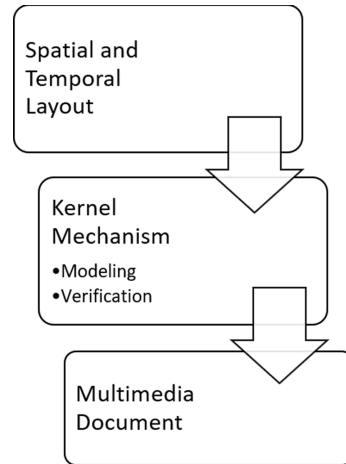 Spatial and
Temporal
Layout
Kernel
Mechanism
•Modeling
•Verification
Multimedia
Document